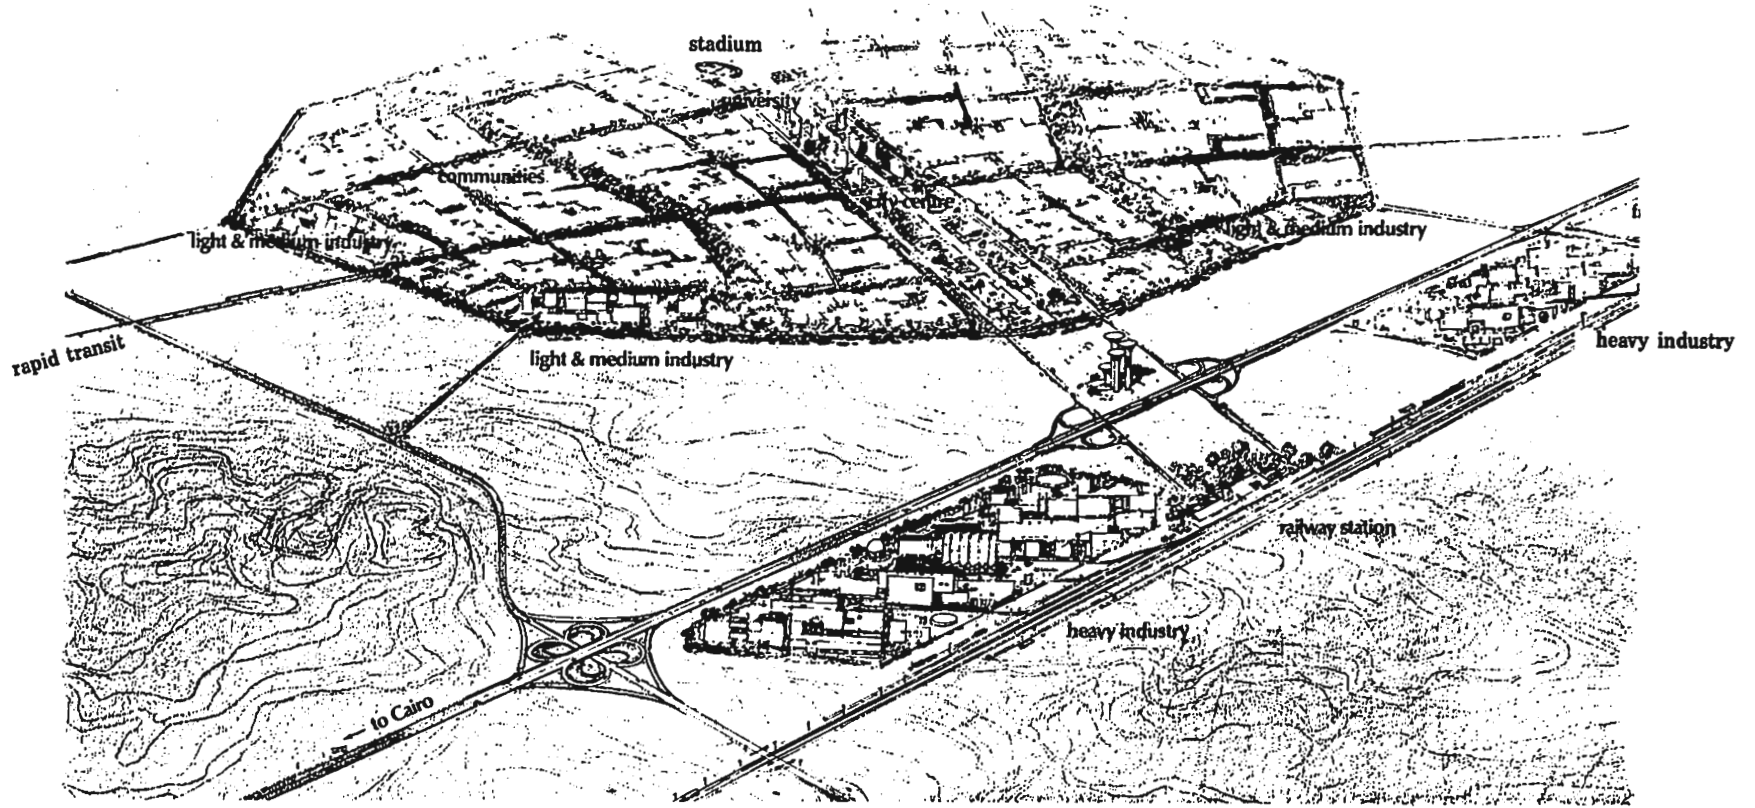 stadium
university
communities
city centre
light & medium industry
light & medium industry
rapid transit
light & medium industry
heavy industry
railway station
heavy industry
to Cairo